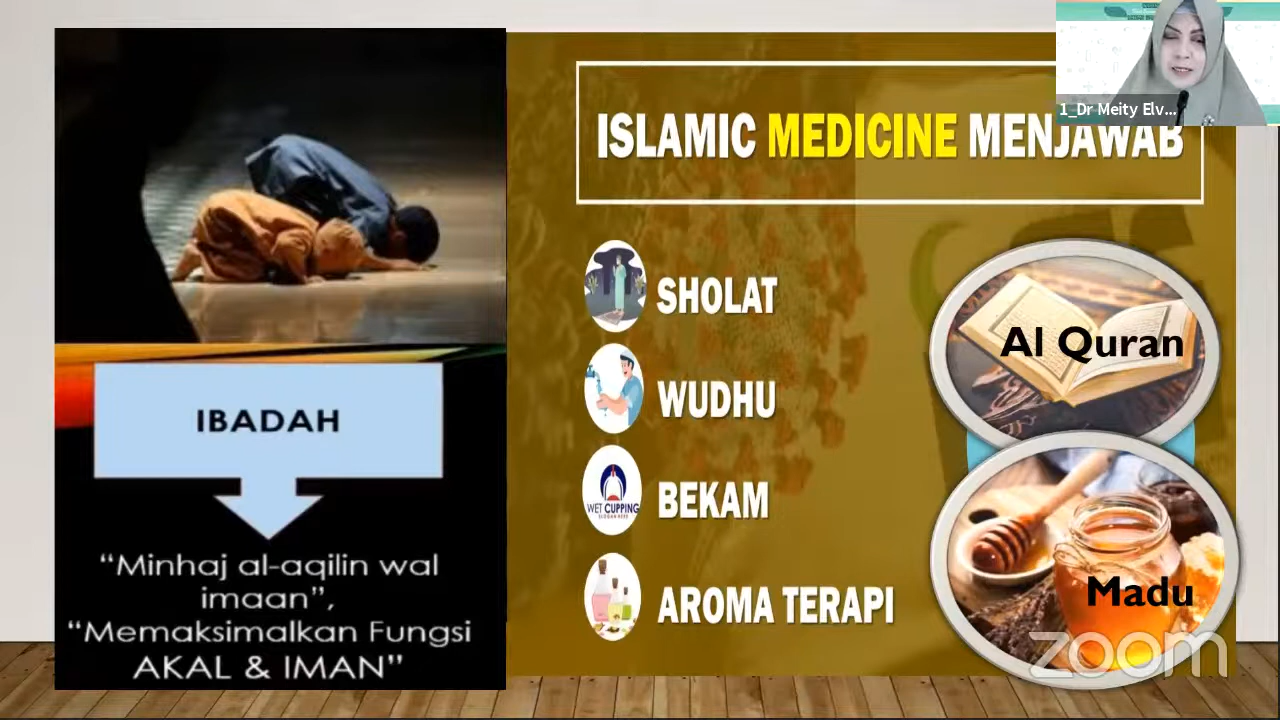 1_Dr Meity Elv...
ISLAMIC MEDICINE MENJAWAB
SHOLAT
WUDHU
WET CUPPING
BEKAM
AROMA TERAPI
Al Quran
Madu
IBADAH
“Minhaj al-aqilin wal
imaan”,
“Memaksimalkan Fungsi
AKAL & IMAN”
zoom